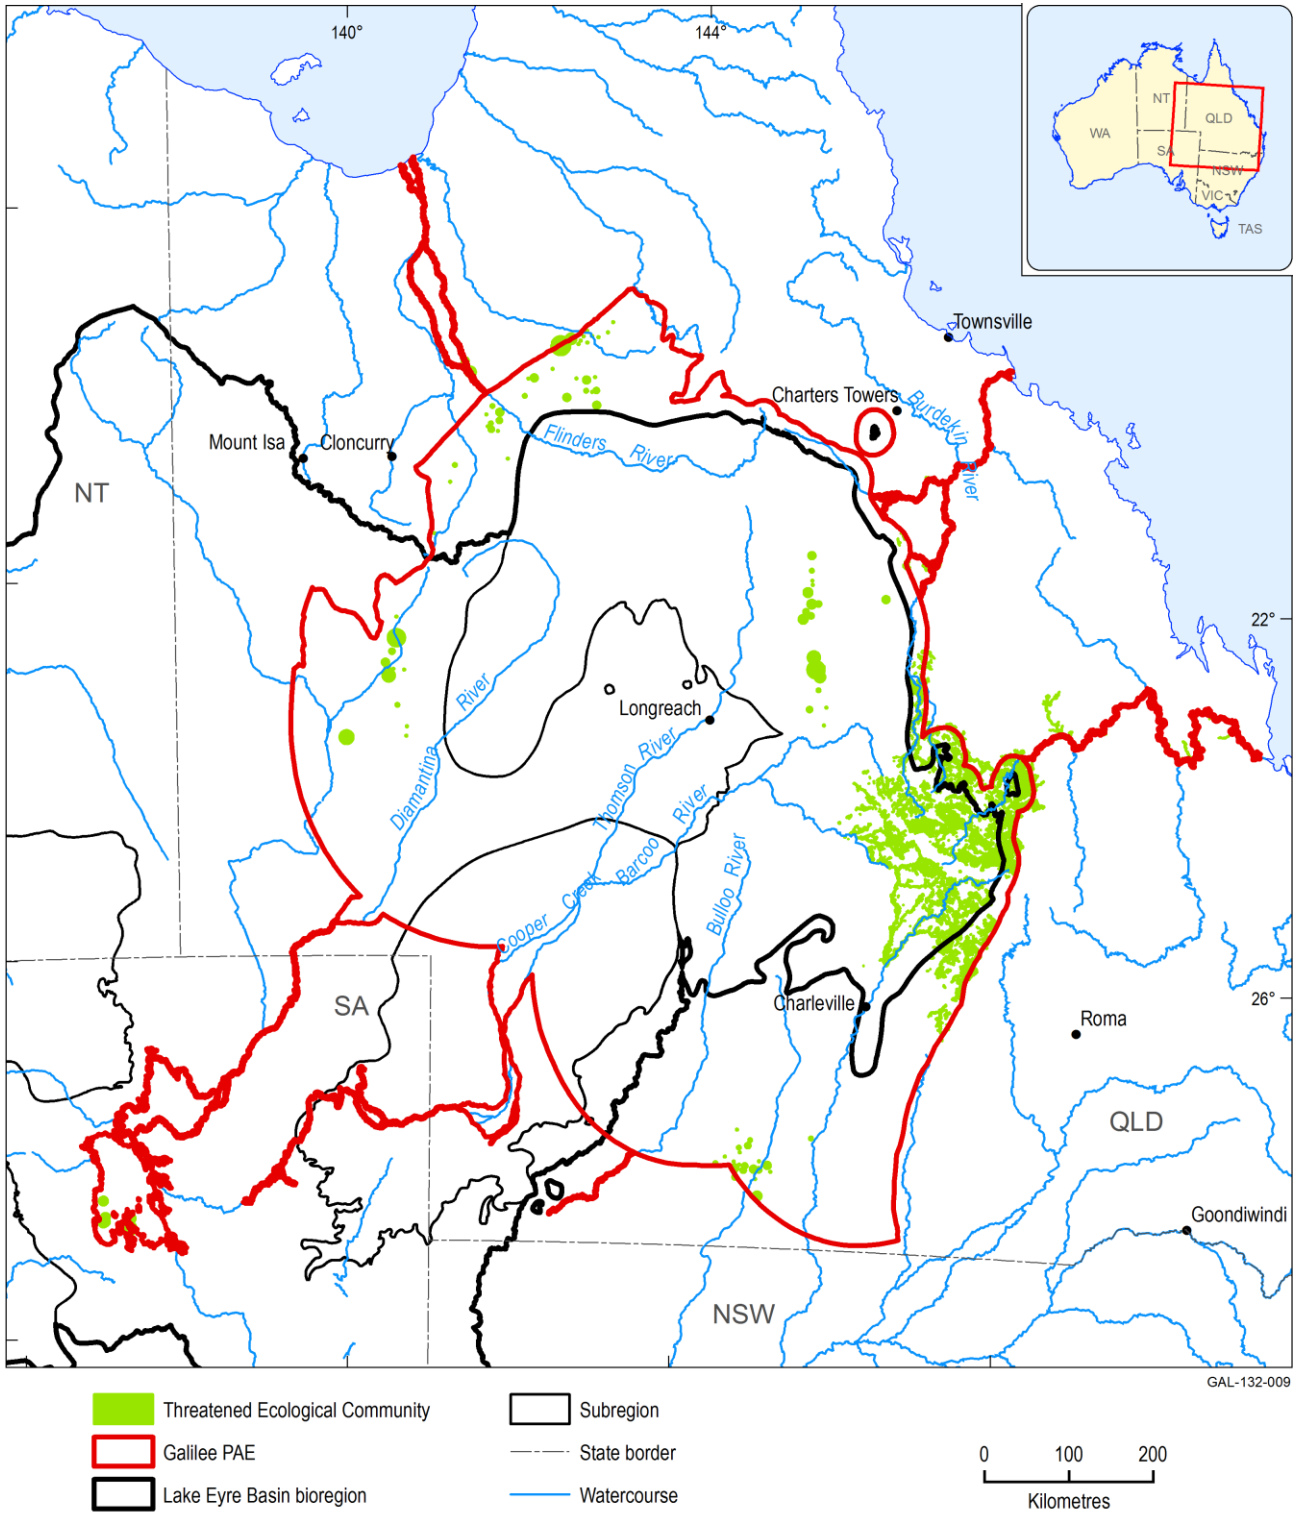 140°
144°
NT
QLD
WA
SA
NSW
VIC
TAS
Townsville
Charters Towers
Burdekin River
Mount Isa
Cloncurry
Flinders River
NT
22°
Longreach
Diamantina River
Thomson River
Barcoo River
Cooper Creek
Bulloo River
SA
Charleville
26°
Roma
QLD
Goondiwindi
NSW
GAL-132-009
Threatened Ecological Community
Subregion
Galilee PAE
State border
0 100 200
Lake Eyre Basin bioregion
Watercourse
Kilometres